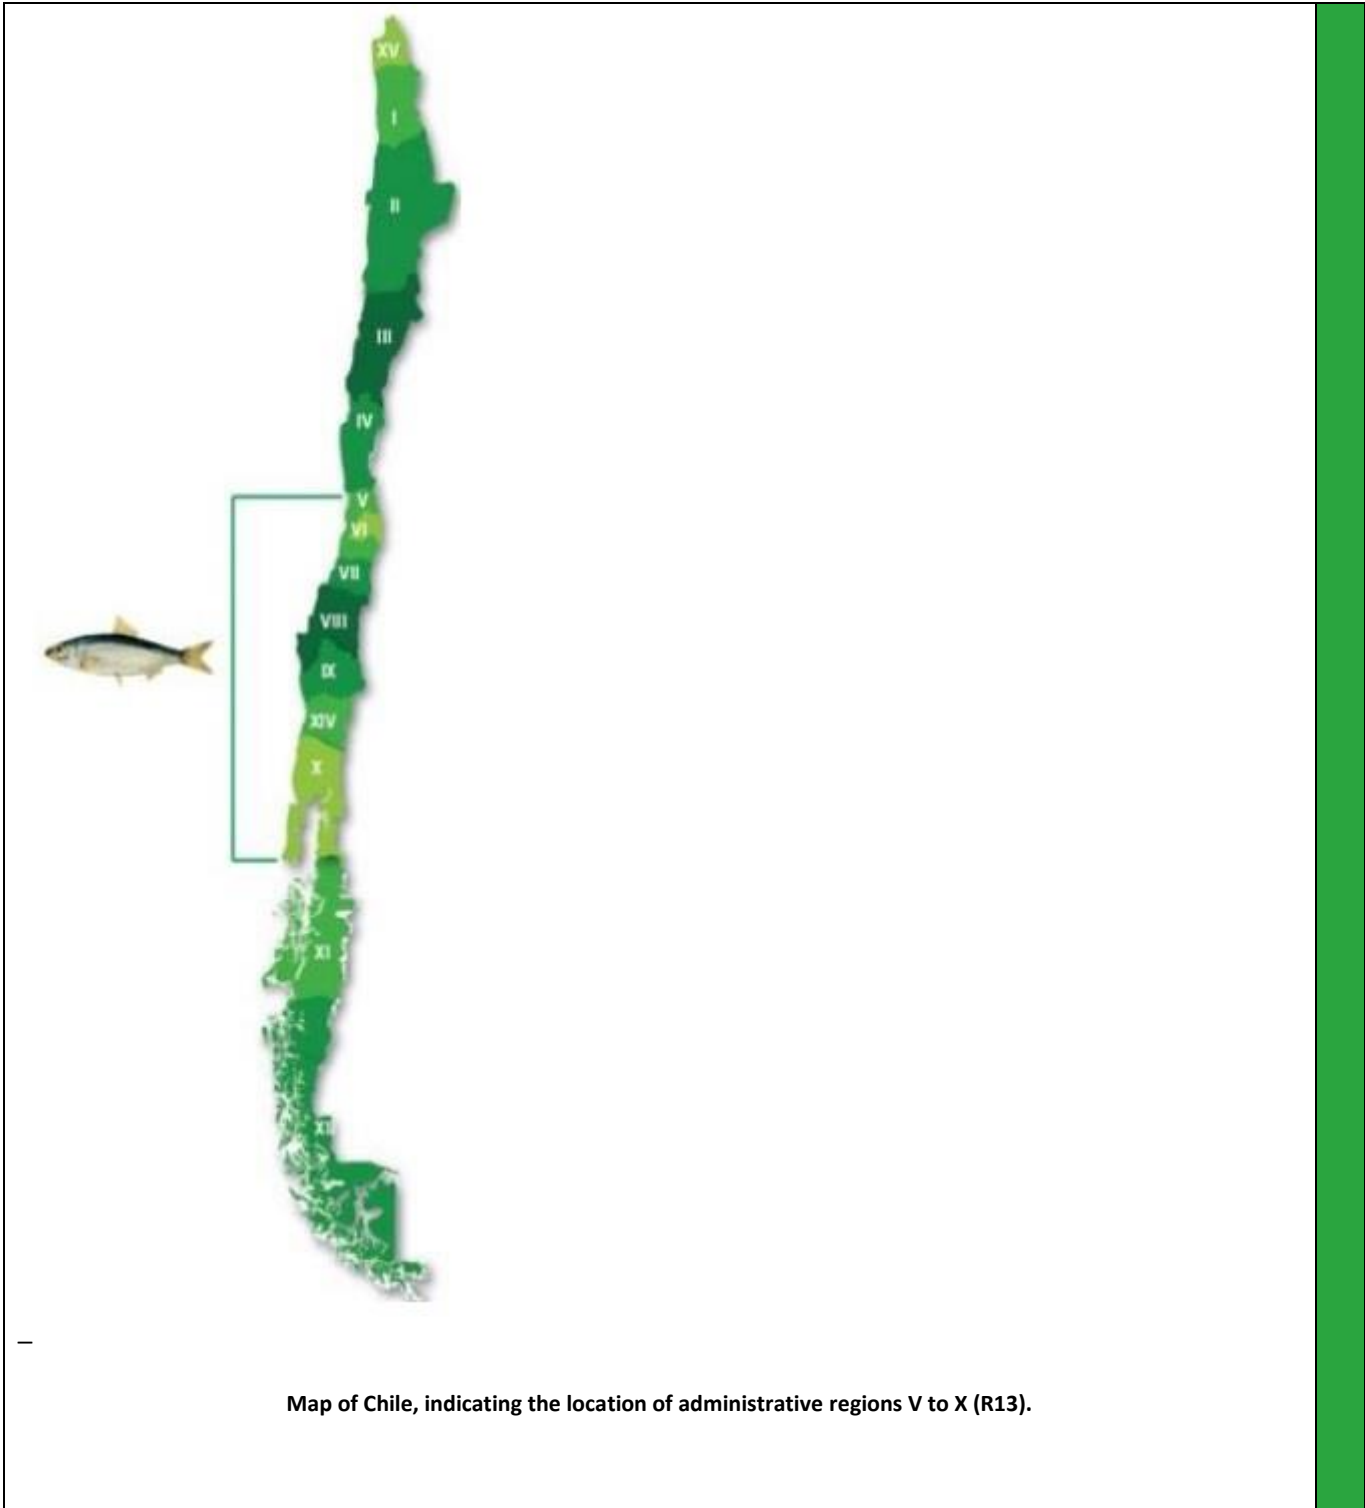 XV
I
II
III
IV
V
VI
VII
VIII
IX
XIV
X
XI
XII
–
Map of Chile, indicating the location of administrative regions V to X (R13).